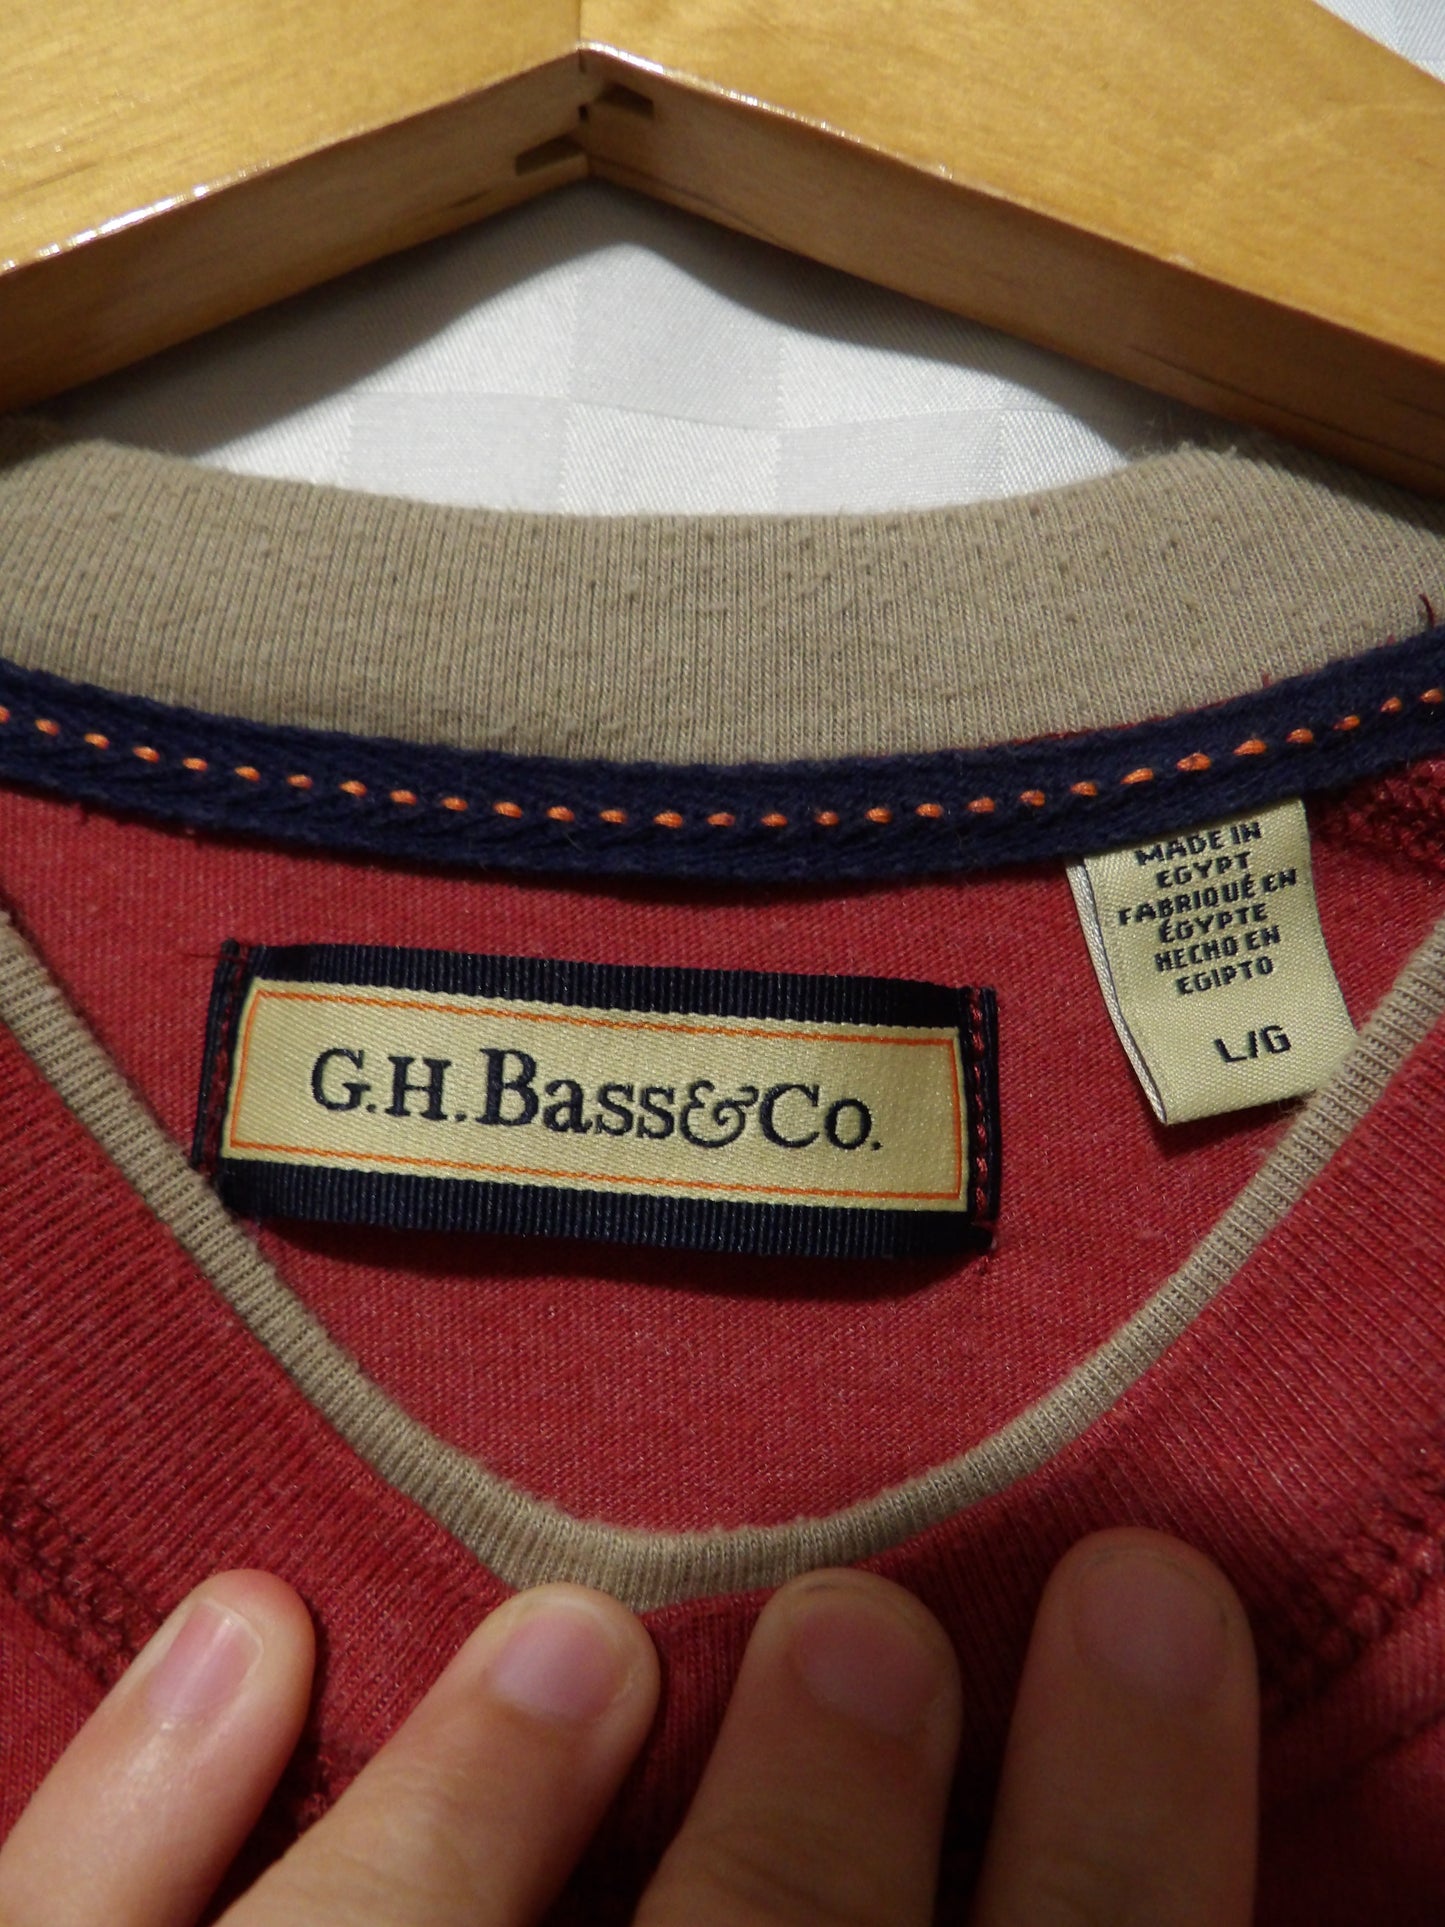 MADE IN
EGYPT
FABRIQUÉ EN
ÉGYPTE
HECHO EN
EGIPTO
L/G
G.H.Bass&Co.